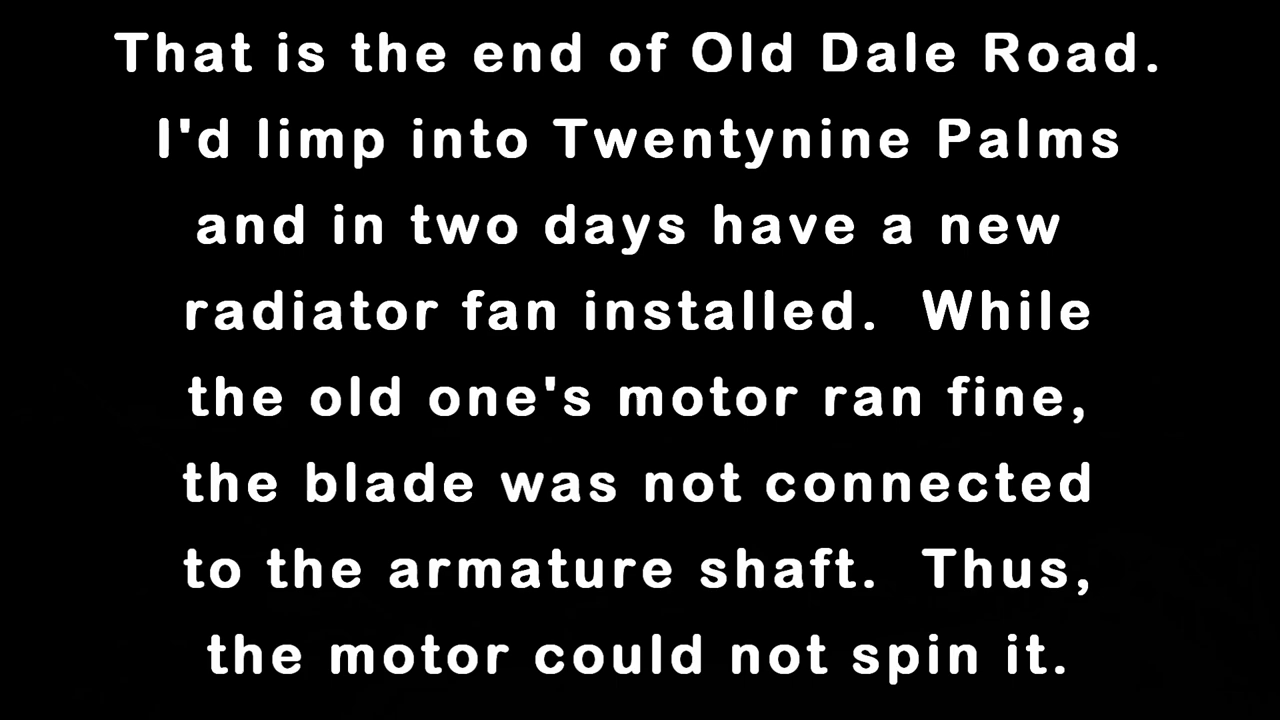 That is the end of Old Dale Road.
I'd limp into Twentynine Palms
and in two days have a new
radiator fan installed.  While
the old one's motor ran fine,
the blade was not connected
to the armature shaft.  Thus,
the motor could not spin it.